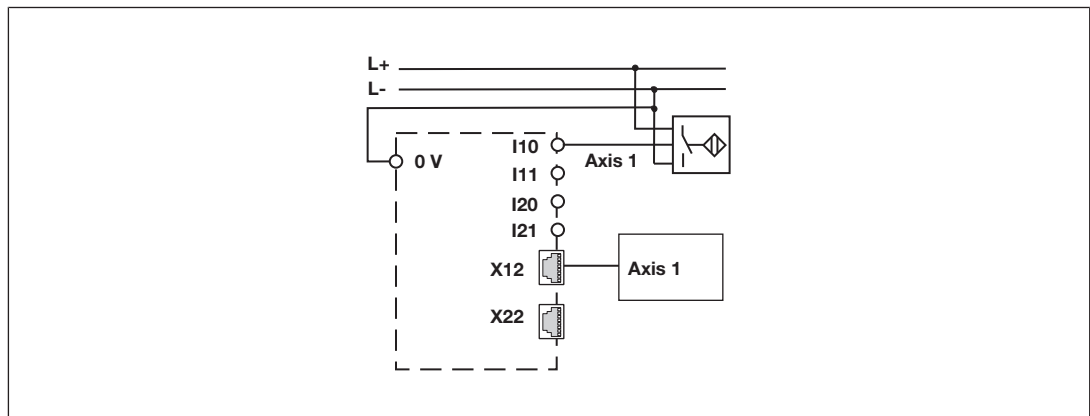 L+
L-
0 V
I10
Axis 1
I11
I20
I21
X12
Axis 1
X22